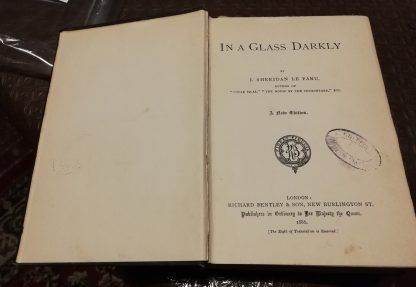 IN A GLASS DARKLY
BY
J. SHERIDAN LE FANU,
AUTHOR OF
"UNCLE SILAS," "THE HOUSE BY THE CHURCHYARD," ETC.
A New Edition.
LONDON:
RICHARD BENTLEY & SON, NEW BURLINGTON ST.
Publishers in Ordinary to Her Majesty the Queen.
[The Right of Translation is Reserved.]